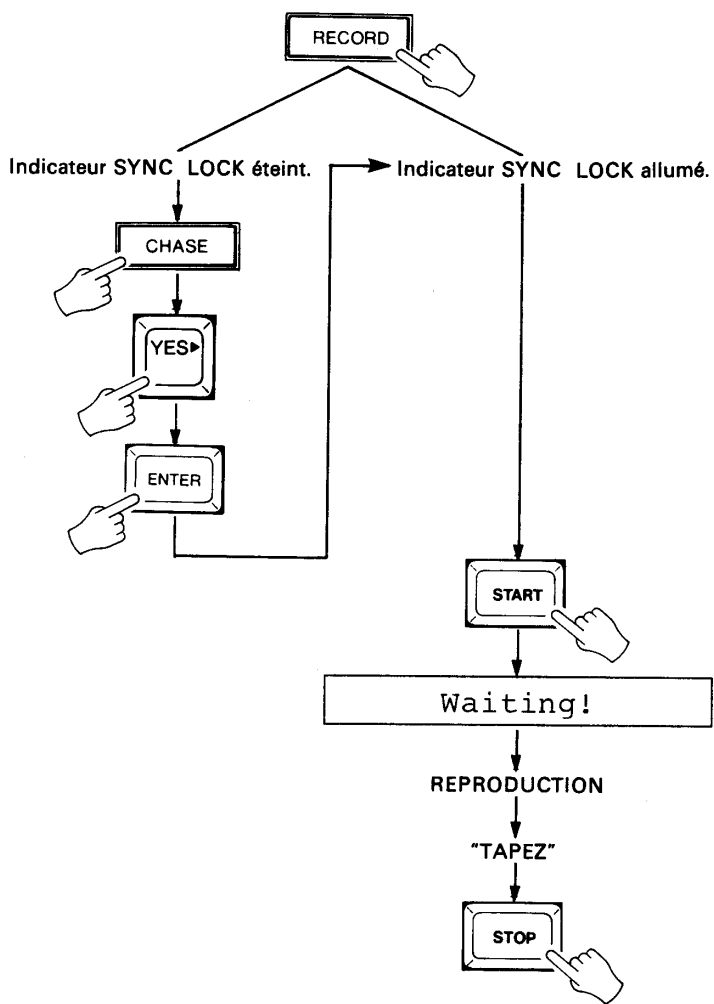 RECORD
Indicateur SYNC LOCK éteint.
Indicateur SYNC LOCK allumé.
CHASE
YES▶
ENTER
START
Waiting!
REPRODUCTION
"TAPEZ"
STOP